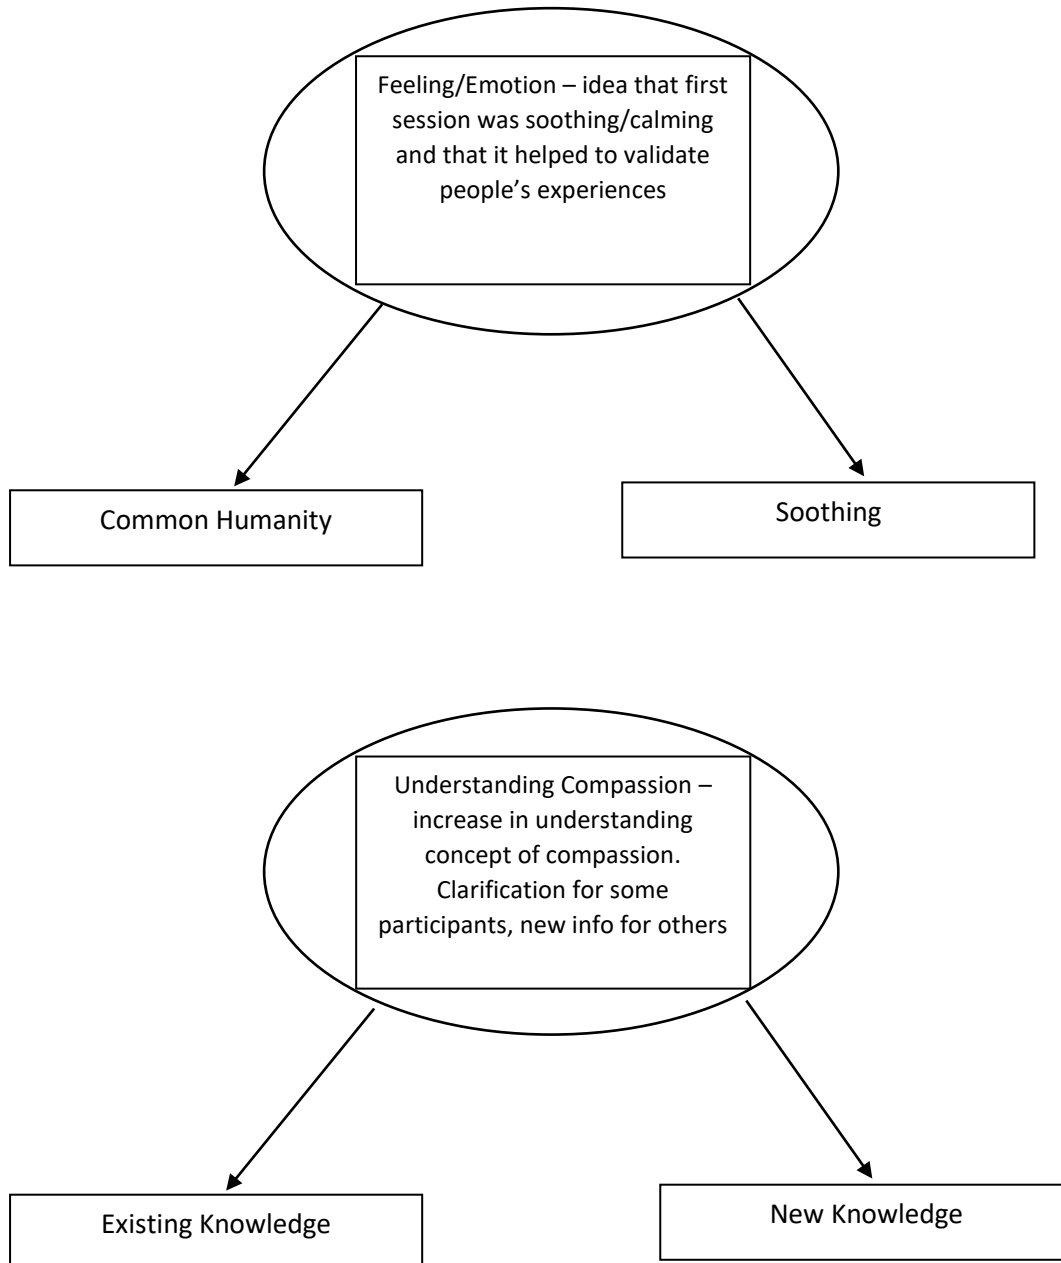 Feeling/Emotion – idea that first
session was soothing/calming
and that it helped to validate
people’s experiences
Common Humanity
Soothing
Understanding Compassion –
increase in understanding
concept of compassion.
Clarification for some
participants, new info for others
Existing Knowledge
New Knowledge